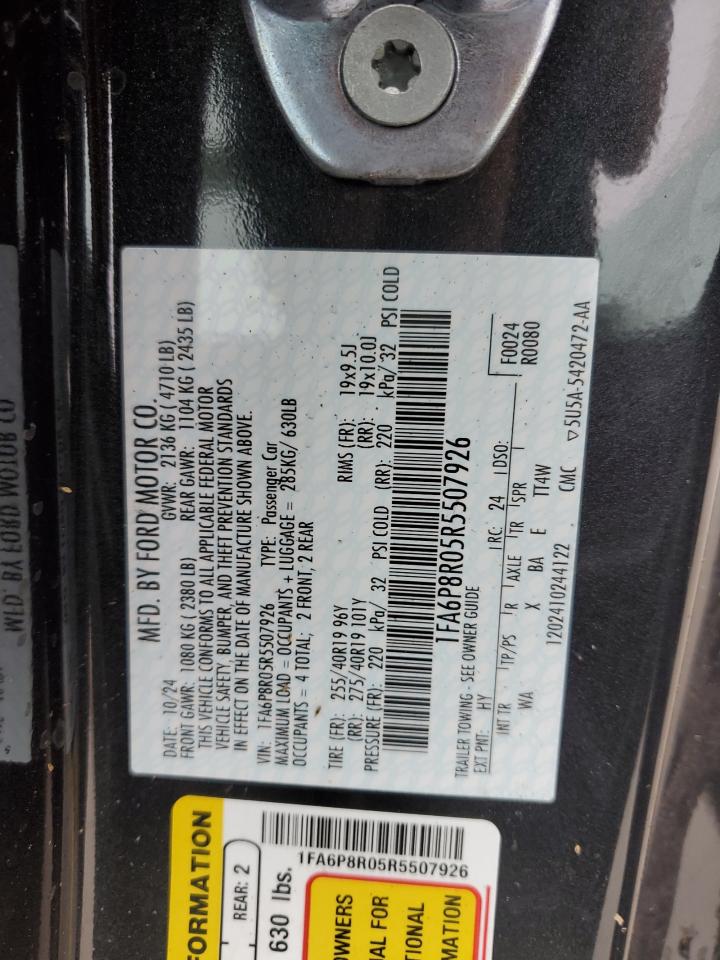 MFD. BY FORD MOTOR CO.
DATE: 10/24 GVWR: 2136 KG ( 4710 LB)
FRONT GAWR: 1080 KG ( 2380 LB) REAR GAWR: 1104 KG ( 2435 LB)
THIS VEHICLE CONFORMS TO ALL APPLICABLE FEDERAL MOTOR
VEHICLE SAFETY, BUMPER, AND THEFT PREVENTION STANDARDS
IN EFFECT ON THE DATE OF MANUFACTURE SHOWN ABOVE.
VIN: 1FA6P8R05R5507926 TYPE: Passenger Car
MAXIMUM LOAD = OCCUPANTS + LUGGAGE = 285KG/ 630LB
OCCUPANTS = 4 TOTAL; 2 FRONT, 2 REAR
TIRE (FR): 255/40R19 96Y RIMS (FR): 19x9.5J
(RR): 275/40R19 101Y (RR): 19x10.0J
PRESSURE (FR): 220 kPa/ 32 PSI COLD (RR): 220 kPa/ 32 PSI COLD
1FA6P8R05R5507926
TRAILER TOWING - SEE OWNER GUIDE
EXT PNT: HY RC: 24 DSO: F0024
R0080
INT TR TP/PS R AXLE TR SPR
WA X BA E TT4W
1202410244122 CMC ▽5U5A-5420472-AA
FORMATION
REAR: 2
630 lbs.
1FA6P8R05R5507926
OWNERS
AL FOR
TIONAL
MATION